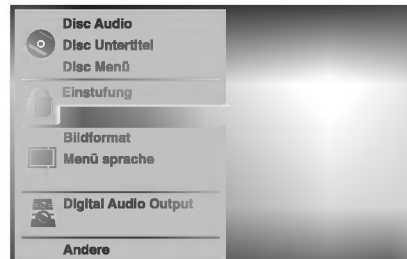 Disc Audio
Disc Untertitel
Disc Menü
Einstufung
Bildformat
Menü sprache
Digital Audio Output
Andere